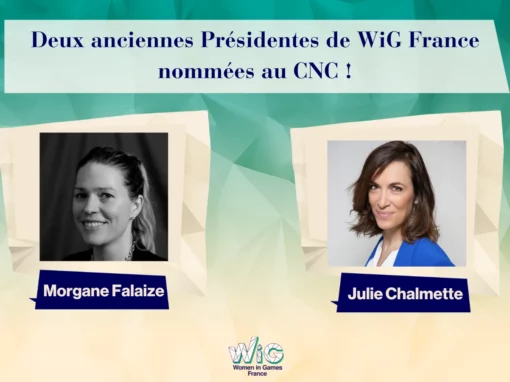 Deux anciennes Présidentes de WiG France
nommées au CNC !
Morgane Falaize
Julie Chalmette
WiG
Women in Games
France